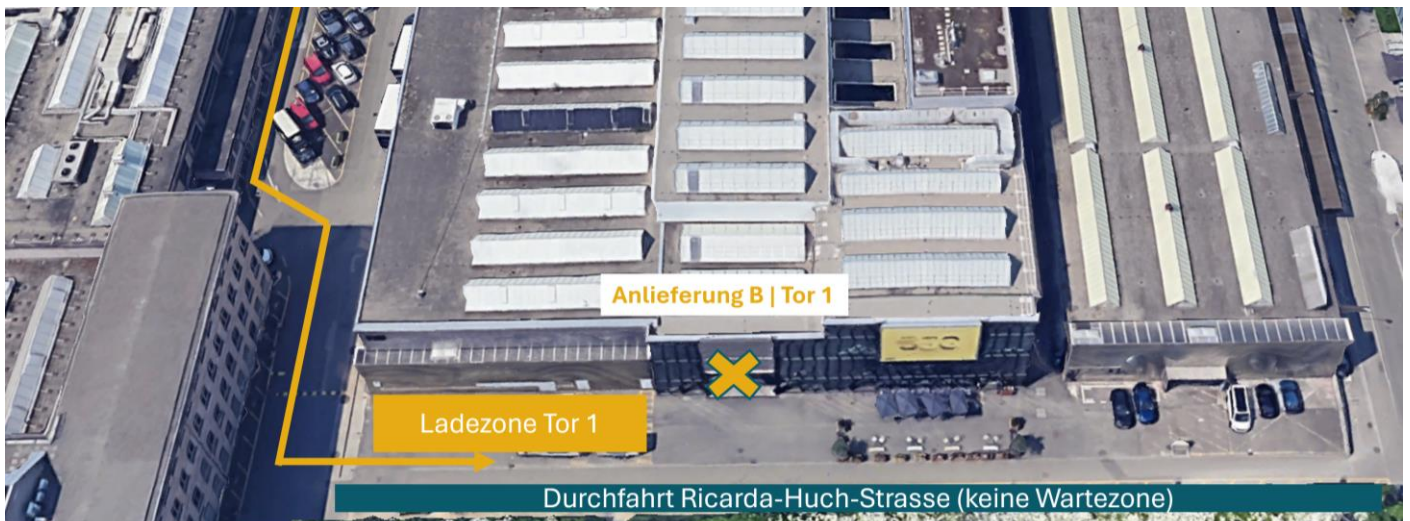 Anlieferung B | Tor 1
Ladezone Tor 1
Durchfahrt Ricarda-Huch-Strasse (keine Wartezone)